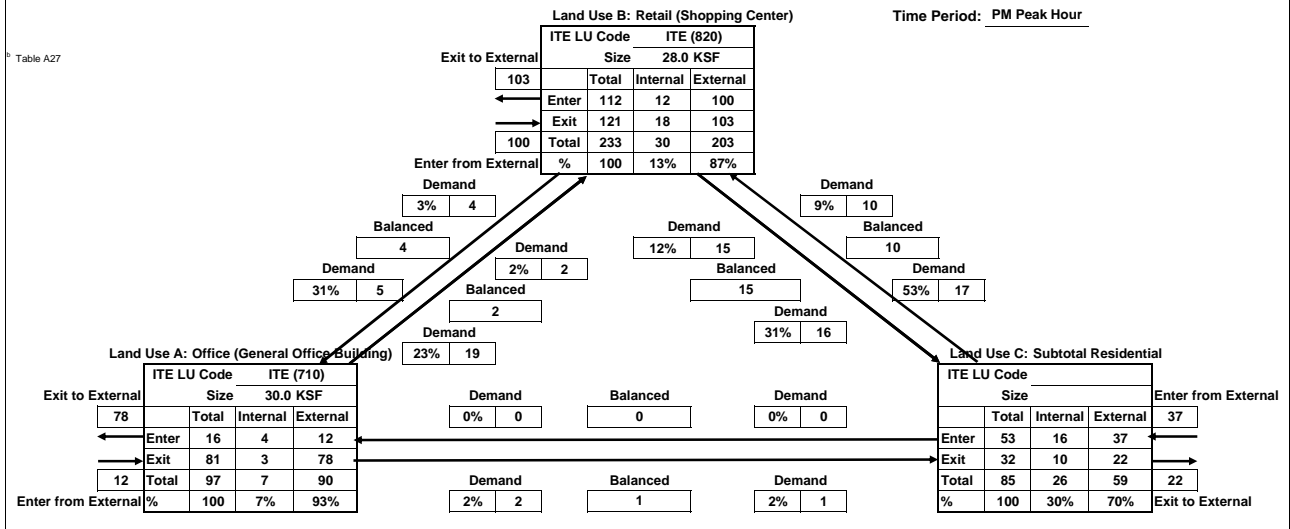 Land Use B: Retail (Shopping Center)
Time Period: PM Peak Hour
ITE LU Code ITE (820)
b Table A27
Exit to External Size 28.0 KSF
103 Total Internal External
Enter 112 12 100
Exit 121 18 103
100 Total 233 30 203
Enter from External % 100 13% 87%
Demand Demand
3% 4 9% 10
Balanced Demand Demand Balanced
4 2% 2 12% 15 10
Demand Balanced Balanced Demand
31% 5 2 15 53% 17
Demand Demand
23% 19 31% 16
Land Use A: Office (General Office Building)
ITE LU Code ITE (710)
Exit to External Size 30.0 KSF
78 Total Internal External
Enter 16 4 12
Exit 81 3 78
12 Total 97 7 90
Enter from External % 100 7% 93%
Demand Balanced Demand
0% 0 0 0% 0
Demand Balanced Demand
2% 2 1 2% 1
Land Use C: Subtotal Residential
ITE LU Code
Size Enter from External
Total Internal External 37
Enter 53 16 37
Exit 32 10 22
Total 85 26 59 22
% 100 30% 70% Exit to External